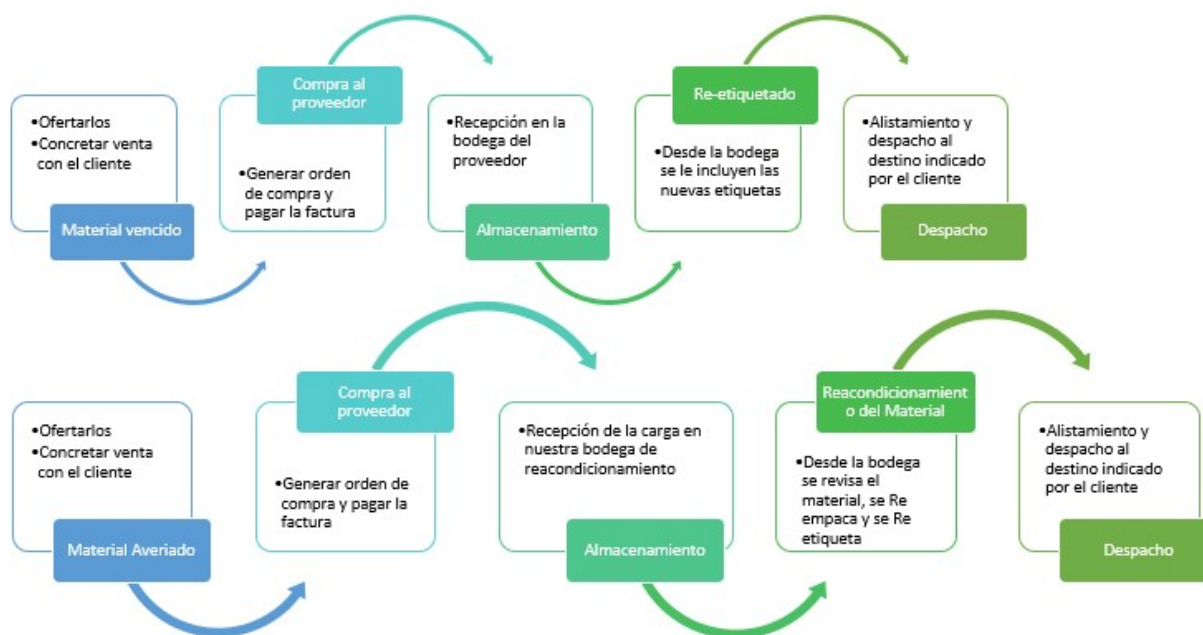 •Ofertarlos
•Concretar venta
con el cliente
Material vencido
Compra al
proveedor
•Generar orden
de compra y
pagar la factura
•Recepción en la
bodega del
proveedor
Almacenamiento
Re-etiquetado
•Desde la bodega
se le incluyen las
nuevas etiquetas
•Alistamiento y
despacho al
destino indicado
por el cliente
Despacho
•Ofertarlos
•Concretar venta
con el cliente
Material Averiado
Compra al
proveedor
•Generar orden de
compra y pagar la
factura
•Recepción de la carga en
nuestra bodega de
reacondicionamiento
Almacenamiento
Reacondicionamient
o del Material
•Desde la bodega
se revisa el
material, se Re
empaca y se Re
etiqueta
•Alistamiento y
despacho al
destino indicado
por el cliente
Despacho